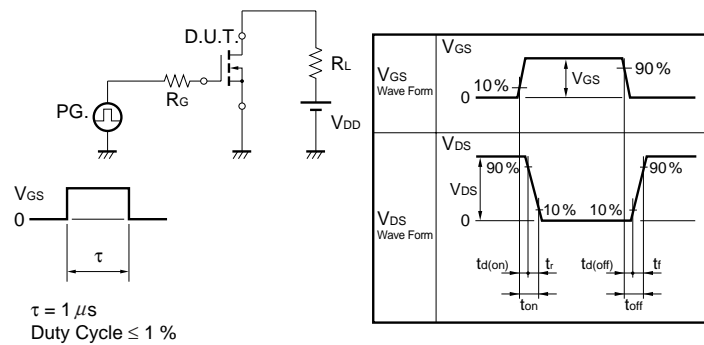 D.U.T.
RL
RG
PG.
VDD
VGS
0
τ
τ = 1 μs
Duty Cycle ≤ 1 %
VGS
Wave Form
VGS
10 %
VGS
90 %
0
VDS
Wave Form
VDS
90 %
90 %
VDS
10 %
10 %
0
td(on)
tr
td(off)
tf
ton
toff